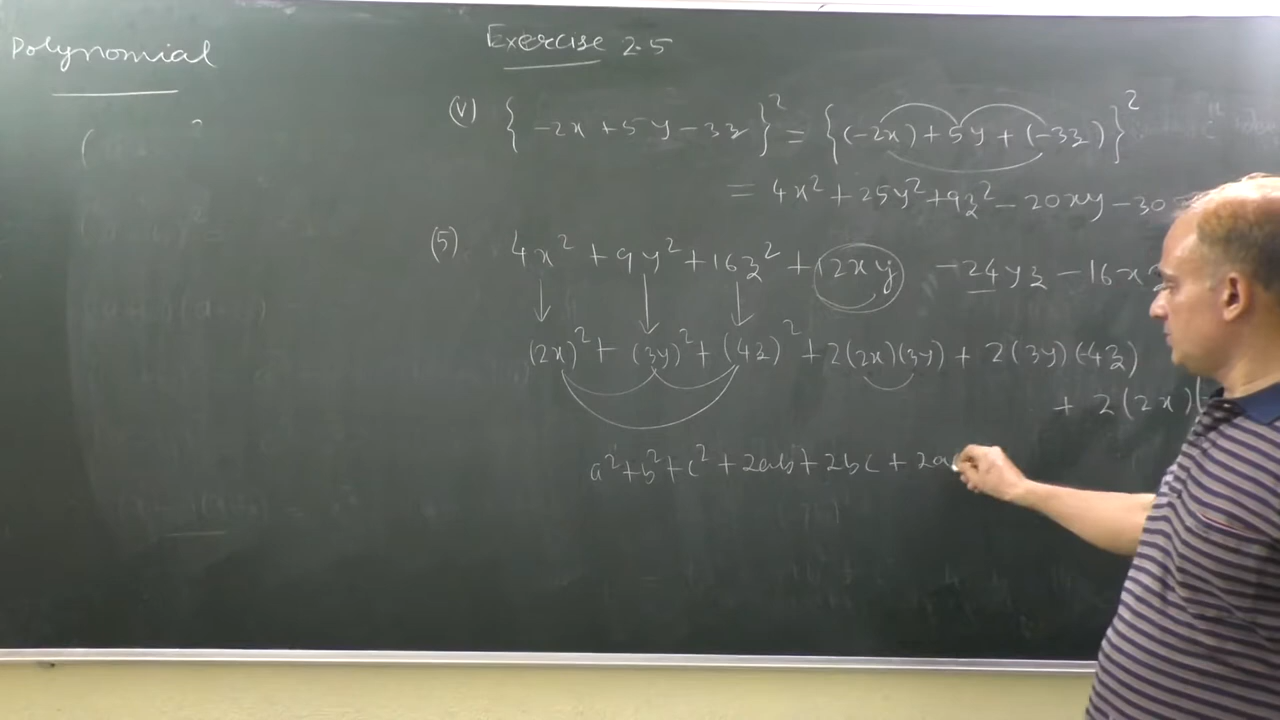 Polynomial
Exercise 2.5
(v) { -2x + 5y - 3z }² = { (-2x) + 5y + (-3z) }²
= 4x² + 25y² + 9z² - 20xy - 30
(5) 4x² + 9y² + 16z² + 12xy - 24yz - 16x
(2x)² + (3y)² + (4z)² + 2(2x)(3y) + 2(3y)(-4z)
+ 2(2x)(-
a² + b² + c² + 2ab + 2bc + 2a